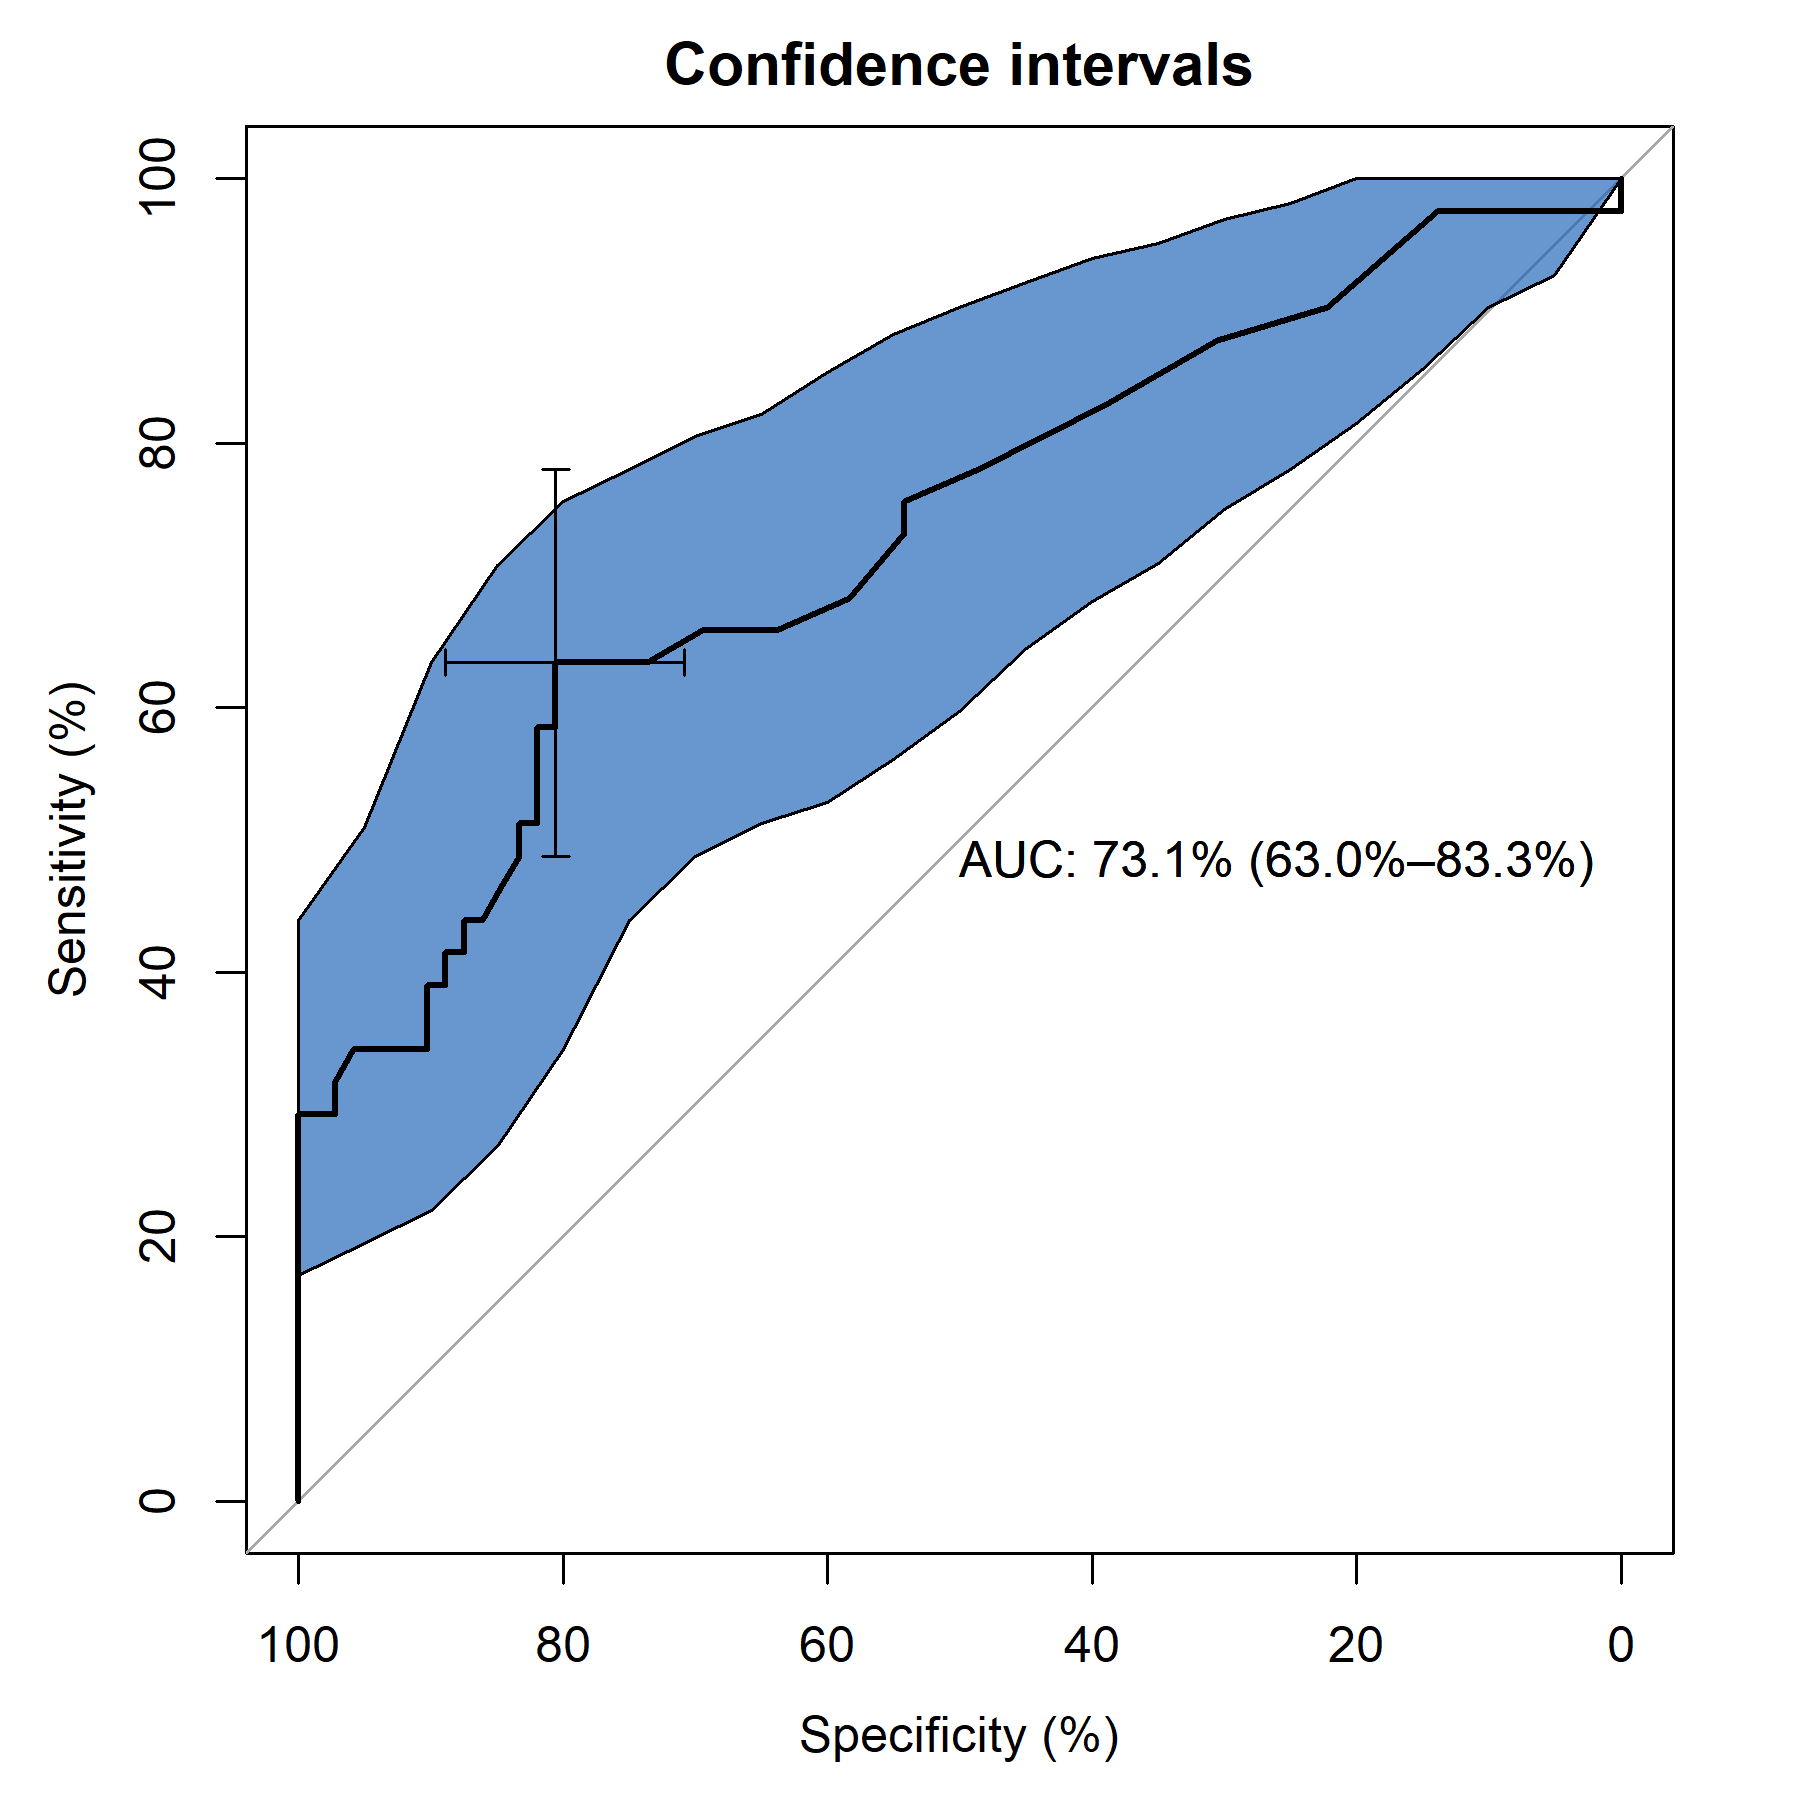 Confidence intervals
Sensitivity (%)
100
80
60
40
20
0
AUC: 73.1% (63.0%–83.3%)
100 80 60 40 20 0
Specificity (%)